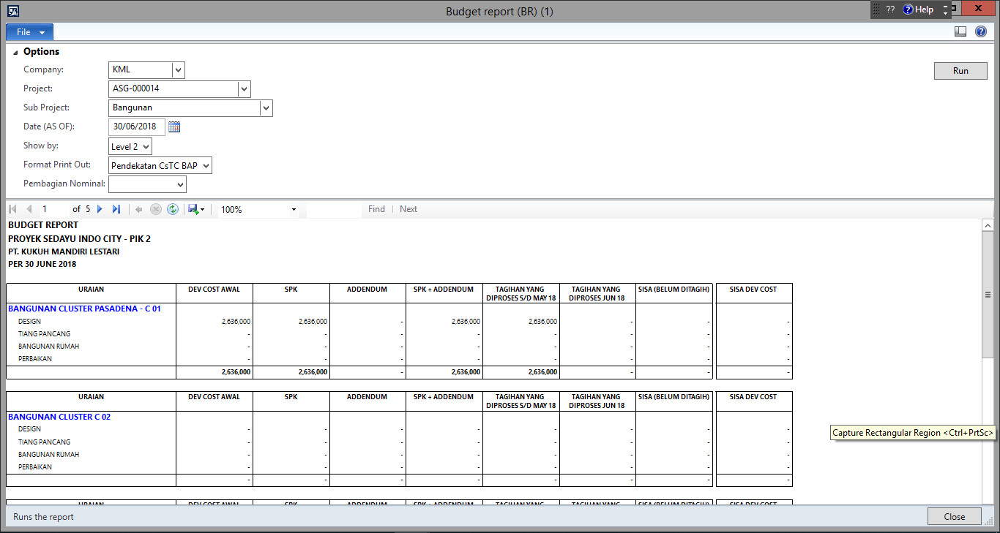 Budget report (BR) (1)
?? Help
File
Options
Company: KML
Run
Project: ASG-000014
Sub Project: Bangunan
Date (AS OF): 30/06/2018
Show by: Level 2
Format Print Out: Pendekatan CsTC BAP
Pembagian Nominal:
1 of 5 100% Find Next
BUDGET REPORT
PROYEK SEDAYU INDO CITY - PIK 2
PT. KUKUH MANDIRI LESTARI
PER 30 JUNE 2018
URAIAN DEV COST AWAL SPK ADDENDUM SPK + ADDENDUM TAGIHAN YANG TAGIHAN YANG SISA (BELUM DITAGIH) SISA DEV COST
DIPROSES S/D MAY 18 DIPROSES JUN 18
BANGUNAN CLUSTER PASADENA - C 01
DESIGN 2,636,000 2,636,000 - 2,636,000 2,636,000 - - -
TIANG PANCANG - - - - - - - -
BANGUNAN RUMAH - - - - - - - -
PERBAIKAN - - - - - - - -
2,636,000 2,636,000 - 2,636,000 2,636,000 - - -
URAIAN DEV COST AWAL SPK ADDENDUM SPK + ADDENDUM TAGIHAN YANG TAGIHAN YANG SISA (BELUM DITAGIH) SISA DEV COST
DIPROSES S/D MAY 18 DIPROSES JUN 18
BANGUNAN CLUSTER C 02
DESIGN - - - - - - - -
TIANG PANCANG - - - - - - - -
BANGUNAN RUMAH - - - - - - - -
PERBAIKAN - - - - - - - -
- - - - - - - -
Capture Rectangular Region <Ctrl+PrtSc>
URAIAN DEV COST AWAL SPK ADDENDUM SPK + ADDENDUM TAGIHAN YANG TAGIHAN YANG SISA (BELUM DITAGIH) SISA DEV COST
Runs the report
Close